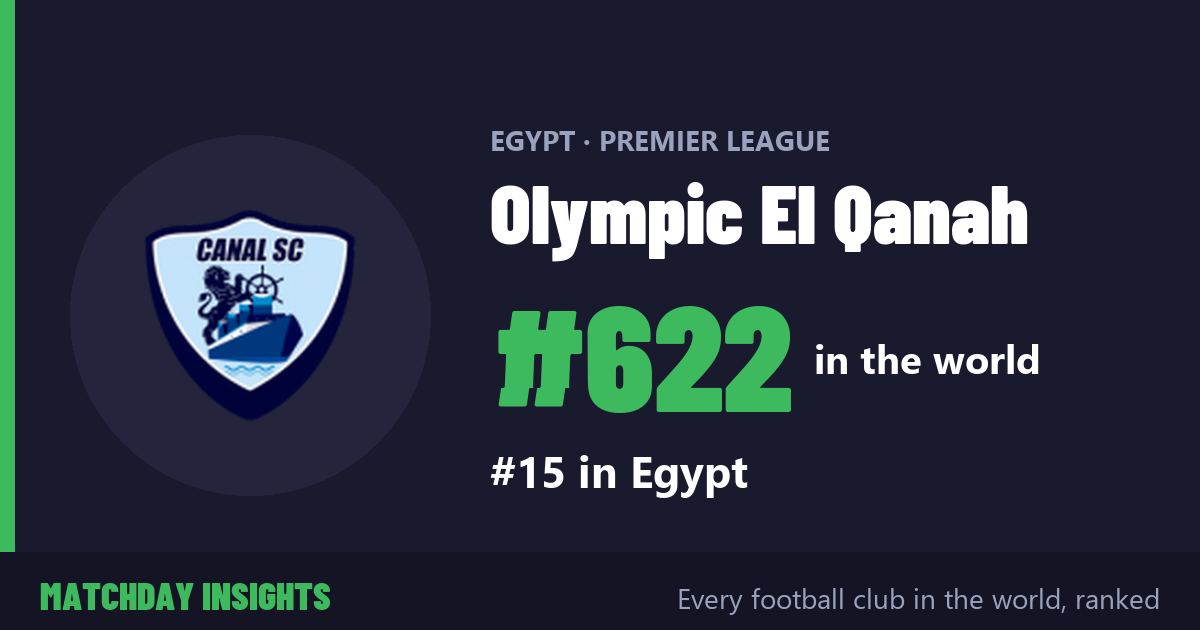 EGYPT · PREMIER LEAGUE
Olympic El Qanah
CANAL SC
#622 in the world
#15 in Egypt
MATCHDAY INSIGHTS
Every football club in the world, ranked